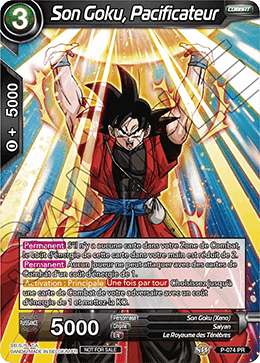 3
Son Goku, Pacificateur
COMBAT
+ 5000
Permanent S'il n'y a aucune carte dans votre Zone de Combat,
le coût d'énergie de cette carte dans votre main est réduit de 2.
Permanent Aucun joueur ne peut attaquer avec des cartes de
Combat d'un coût d'énergie de 1.
Activation : Principale Une fois par tour Choisissez jusqu'à
une carte de Combat de votre adversaire avec un coût
d'énergie de 1 et mettez-la KO.
PUISSANCE
5000
Personnage
Son Goku (Xeno)
Saiyan
Le Royaume des Ténèbres
NOT FOR SALE
P-074 PR